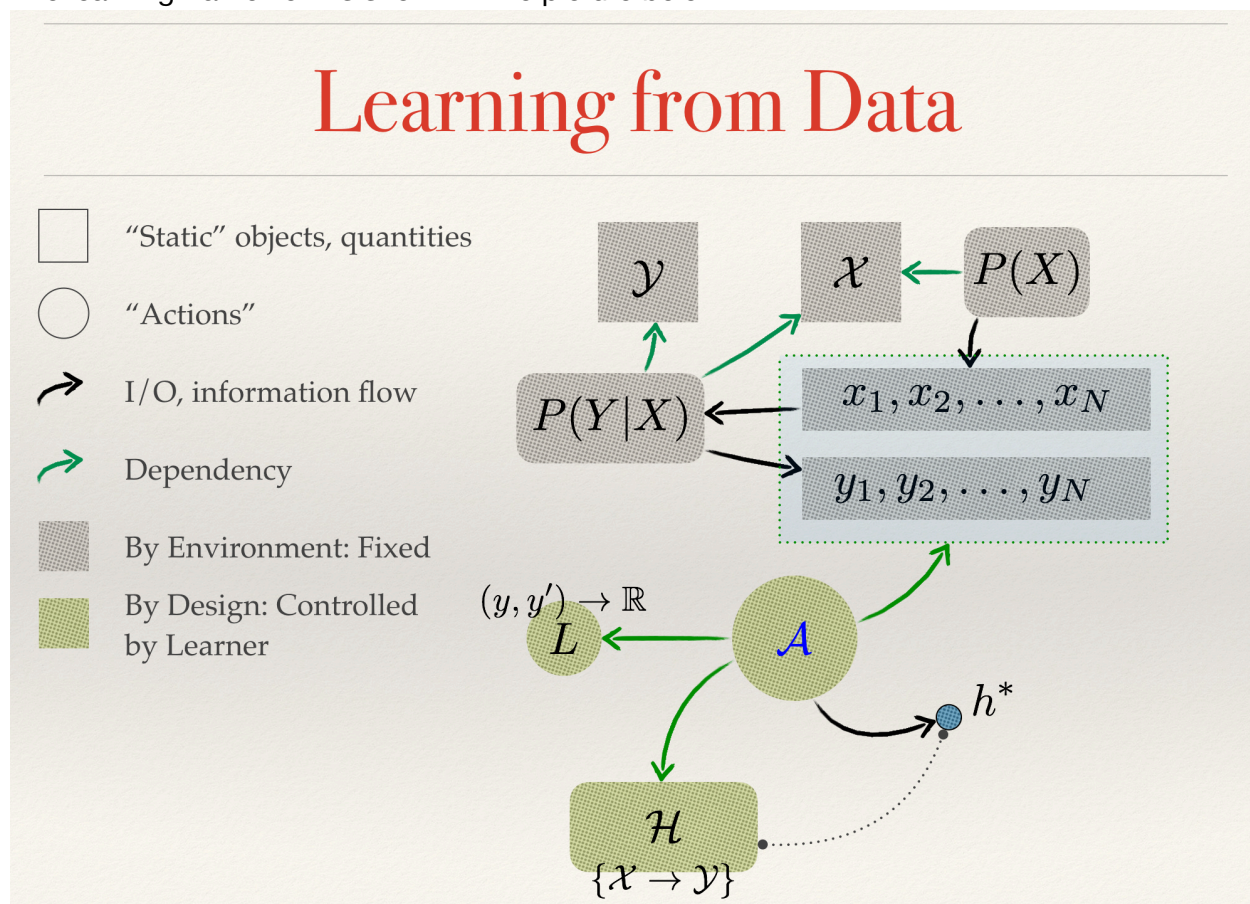 Learning from Data
“Static” objects, quantities
“Actions”
I/O, information flow
Dependency
By Environment: Fixed
By Design: Controlled
by Learner
𝒴
𝒳
P(X)
P(Y|X)
x₁, x₂, . . . , x_N
y₁, y₂, . . . , y_N
(y, y′) → ℝ
L
𝒜
h*
ℋ
{𝒳 → 𝒴}